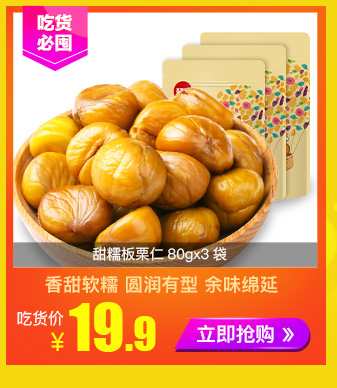 吃货
必囤
甜糯板栗仁 80gx3 袋
香甜软糯 圆润有型 余味绵延
吃货价
¥19.9
立即抢购 》